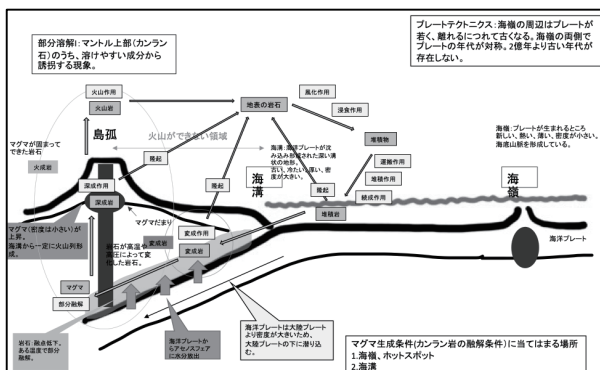 部分溶解I: マントル上部(カンラン
石)のうち、溶けやすい成分から
誘拐する現象。
プレートテクトニクス: 海嶺の周辺はプレートが
若く、離れるにつれて古くなる。海嶺の両側で
プレートの年代が対称。2億年より古い年代が
存在しない。
火山作用
火山岩
島孤
マグマが固まって
できた岩石
火成岩
深成作用
深成岩
マグマ(密度は小さい)が
上昇。
海溝から一定に火山列形
成。
マグマだまり
マグマ
部分融解
岩石:融点低下。
ある温度で部分
融解。
火山ができない領域
隆起
地表の岩石
風化作用
浸食作用
堆積物
運搬作用
堆積作用
続成作用
堆積岩
隆起
隆起
変成作用
変成岩
変成岩
岩石が高温や
高圧によって変
化した岩石。
海溝:海洋プレートが沈
み込み形成された深い溝
状の地形。
古い、冷たい、厚い、密
度が大きい。
海
溝
海
嶺
海嶺:プレートが生まれるところ
新しい、熱い、薄い、密度が小さい。
海底山脈を形成している。
海洋プレート
海洋プレートか
らアセノスフェア
に水分放出
海洋プレートは大陸プレート
より密度が大きいため、
大陸プレートの下に潜り込
む。
マグマ生成条件(カンラン岩の融解条件)に当てはまる場所
1.海嶺、ホットスポット
2.海溝